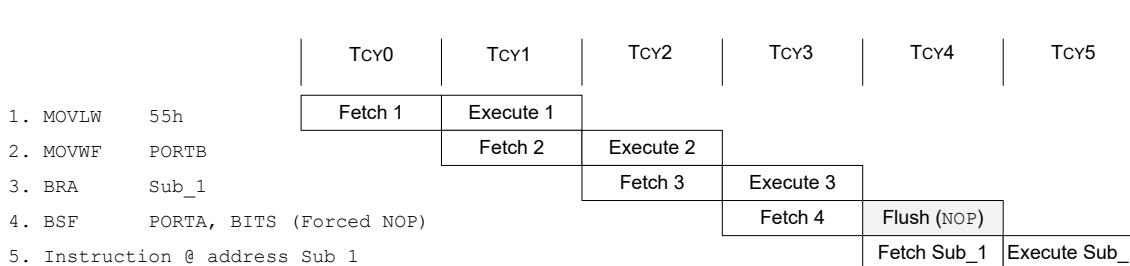 TCY0 TCY1 TCY2 TCY3 TCY4 TCY5
1. MOVLW 55h Fetch 1 Execute 1
2. MOVWF PORTB Fetch 2 Execute 2
3. BRA Sub_1 Fetch 3 Execute 3
4. BSF PORTA, BITS (Forced NOP) Fetch 4 Flush (NOP)
5. Instruction @ address Sub 1 Fetch Sub_1 Execute Sub_